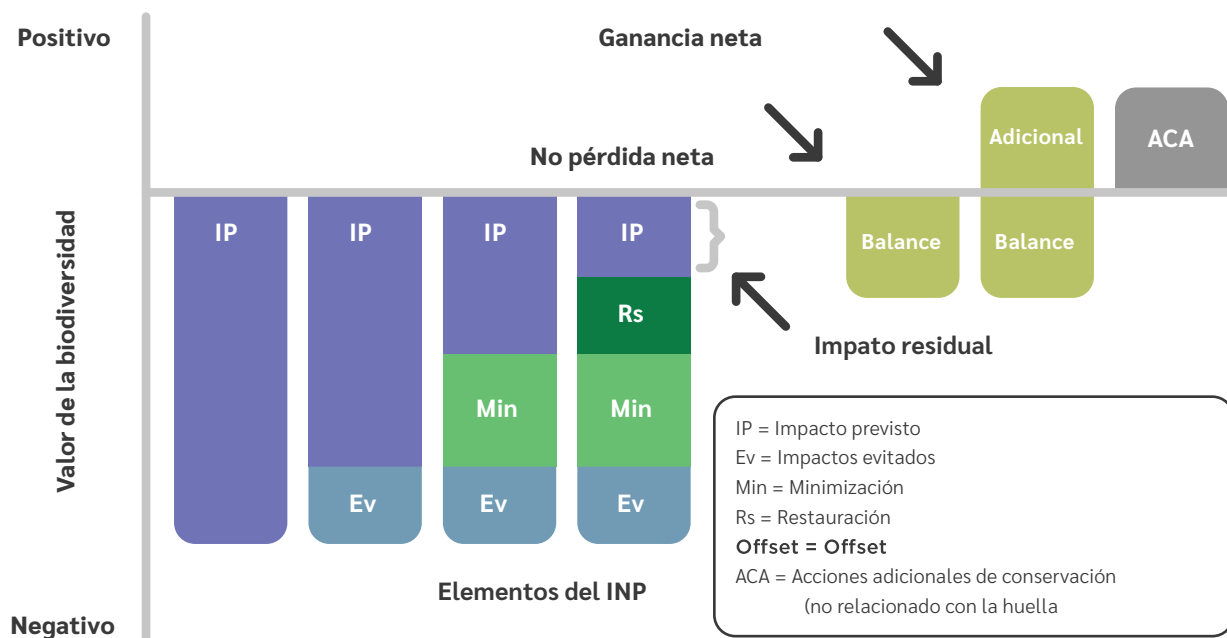 Positivo
Ganancia neta
Adicional
ACA
No pérdida neta
IP
IP
IP
IP
Balance
Balance
Rs
Impato residual
Min
Min
Ev
Ev
Ev
Valor de la biodiversidad
IP = Impacto previsto
Ev = Impactos evitados
Min = Minimización
Rs = Restauración
Offset = Offset
ACA = Acciones adicionales de conservación
(no relacionado con la huella
Elementos del INP
Negativo